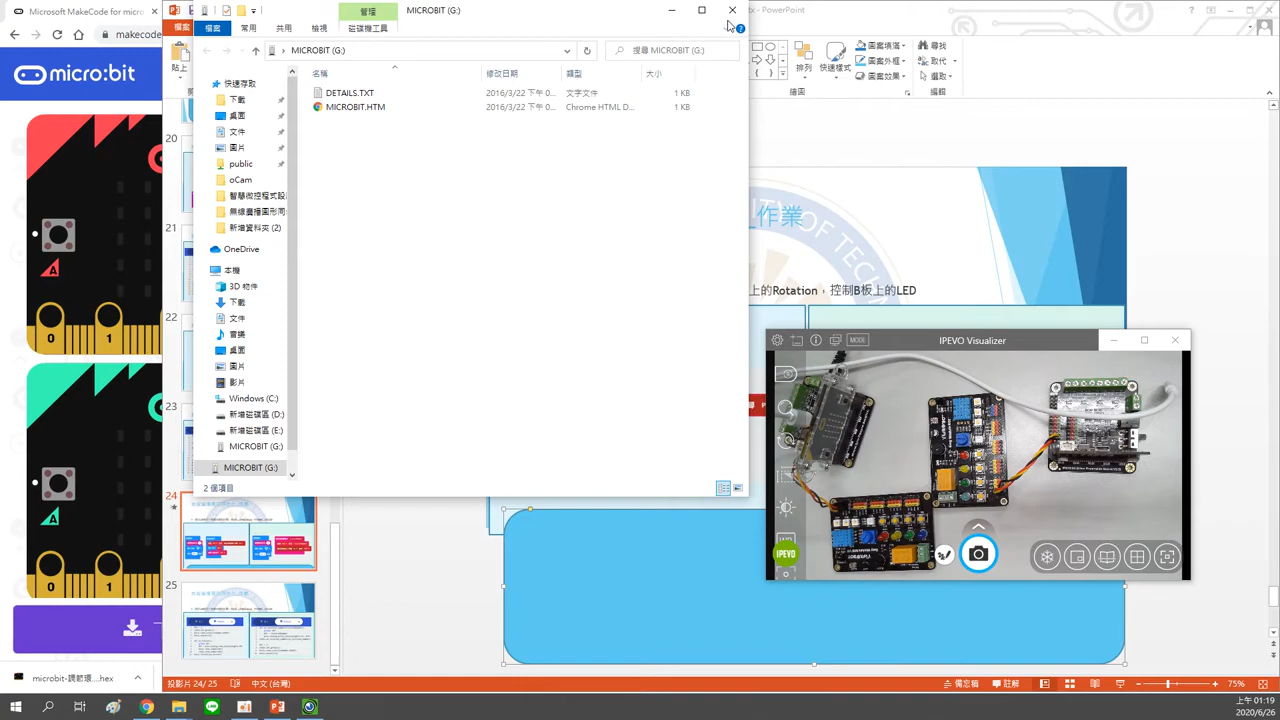 Microsoft MakeCode for micro
makecode
micro:bit
0
1
0
1
microbit-調節環....hex
管理
MICROBIT (G:)
檔案
常用
共用
檢視
磁碟機工具
MICROBIT (G:)
搜尋 MICROBIT (G:)
名稱
修改日期
類型
大小
DETAILS.TXT
2016/3/22 下午 0...
文字文件
1 KB
MICROBIT.HTM
2016/3/22 下午 0...
Chrome HTML D...
1 KB
快速存取
下載
桌面
文件
圖片
public
oCam
智慧微控程式設
新增資料夾 (2)
OneDrive
本機
3D 物件
下載
文件
音樂
桌面
圖片
影片
Windows (C:)
新增磁碟區 (D:)
新增磁碟區 (E:)
MICROBIT (G:)
MICROBIT (G:)
2 個項目
檔案
貼上
20
21
22
23
24
25
- PowerPoint
排列
快速樣式
圖案填滿
圖案外框
圖案效果
繪圖
尋找
取代
選取
編輯
TY OF TECH
作業
上的Rotation，控制B板上的LED
IPEVO Visualizer
MODE
IPEVO
投影片 24/ 25
中文 (台灣)
備忘稿
註解
75%
上午 01:19
2020/6/26